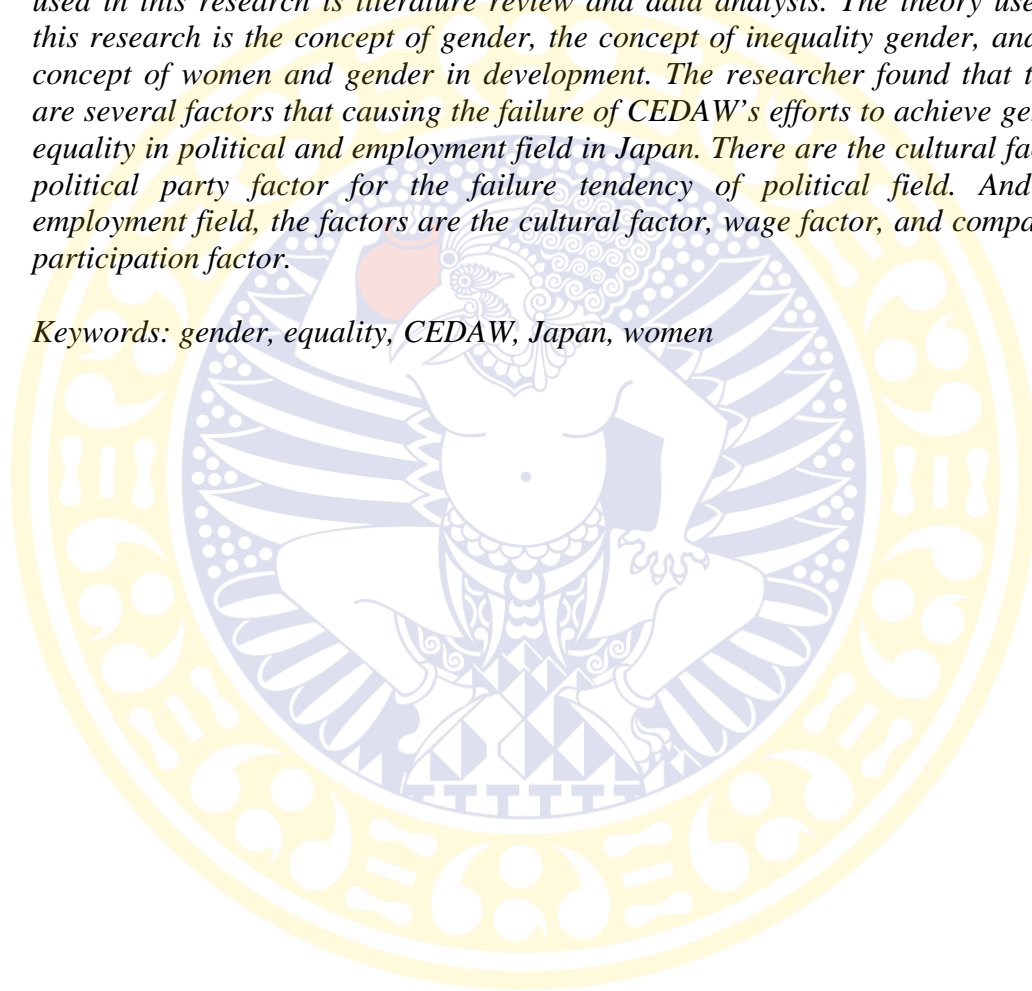 used in this research is literature review and data analysis. The theory use
this research is the concept of gender, the concept of inequality gender, and
concept of women and gender in development. The researcher found that t
are several factors that causing the failure of CEDAW's efforts to achieve ge
equality in political and employment field in Japan. There are the cultural fa
political party factor for the failure tendency of political field. And
employment field, the factors are the cultural factor, wage factor, and compa
participation factor.
Keywords: gender, equality, CEDAW, Japan, women